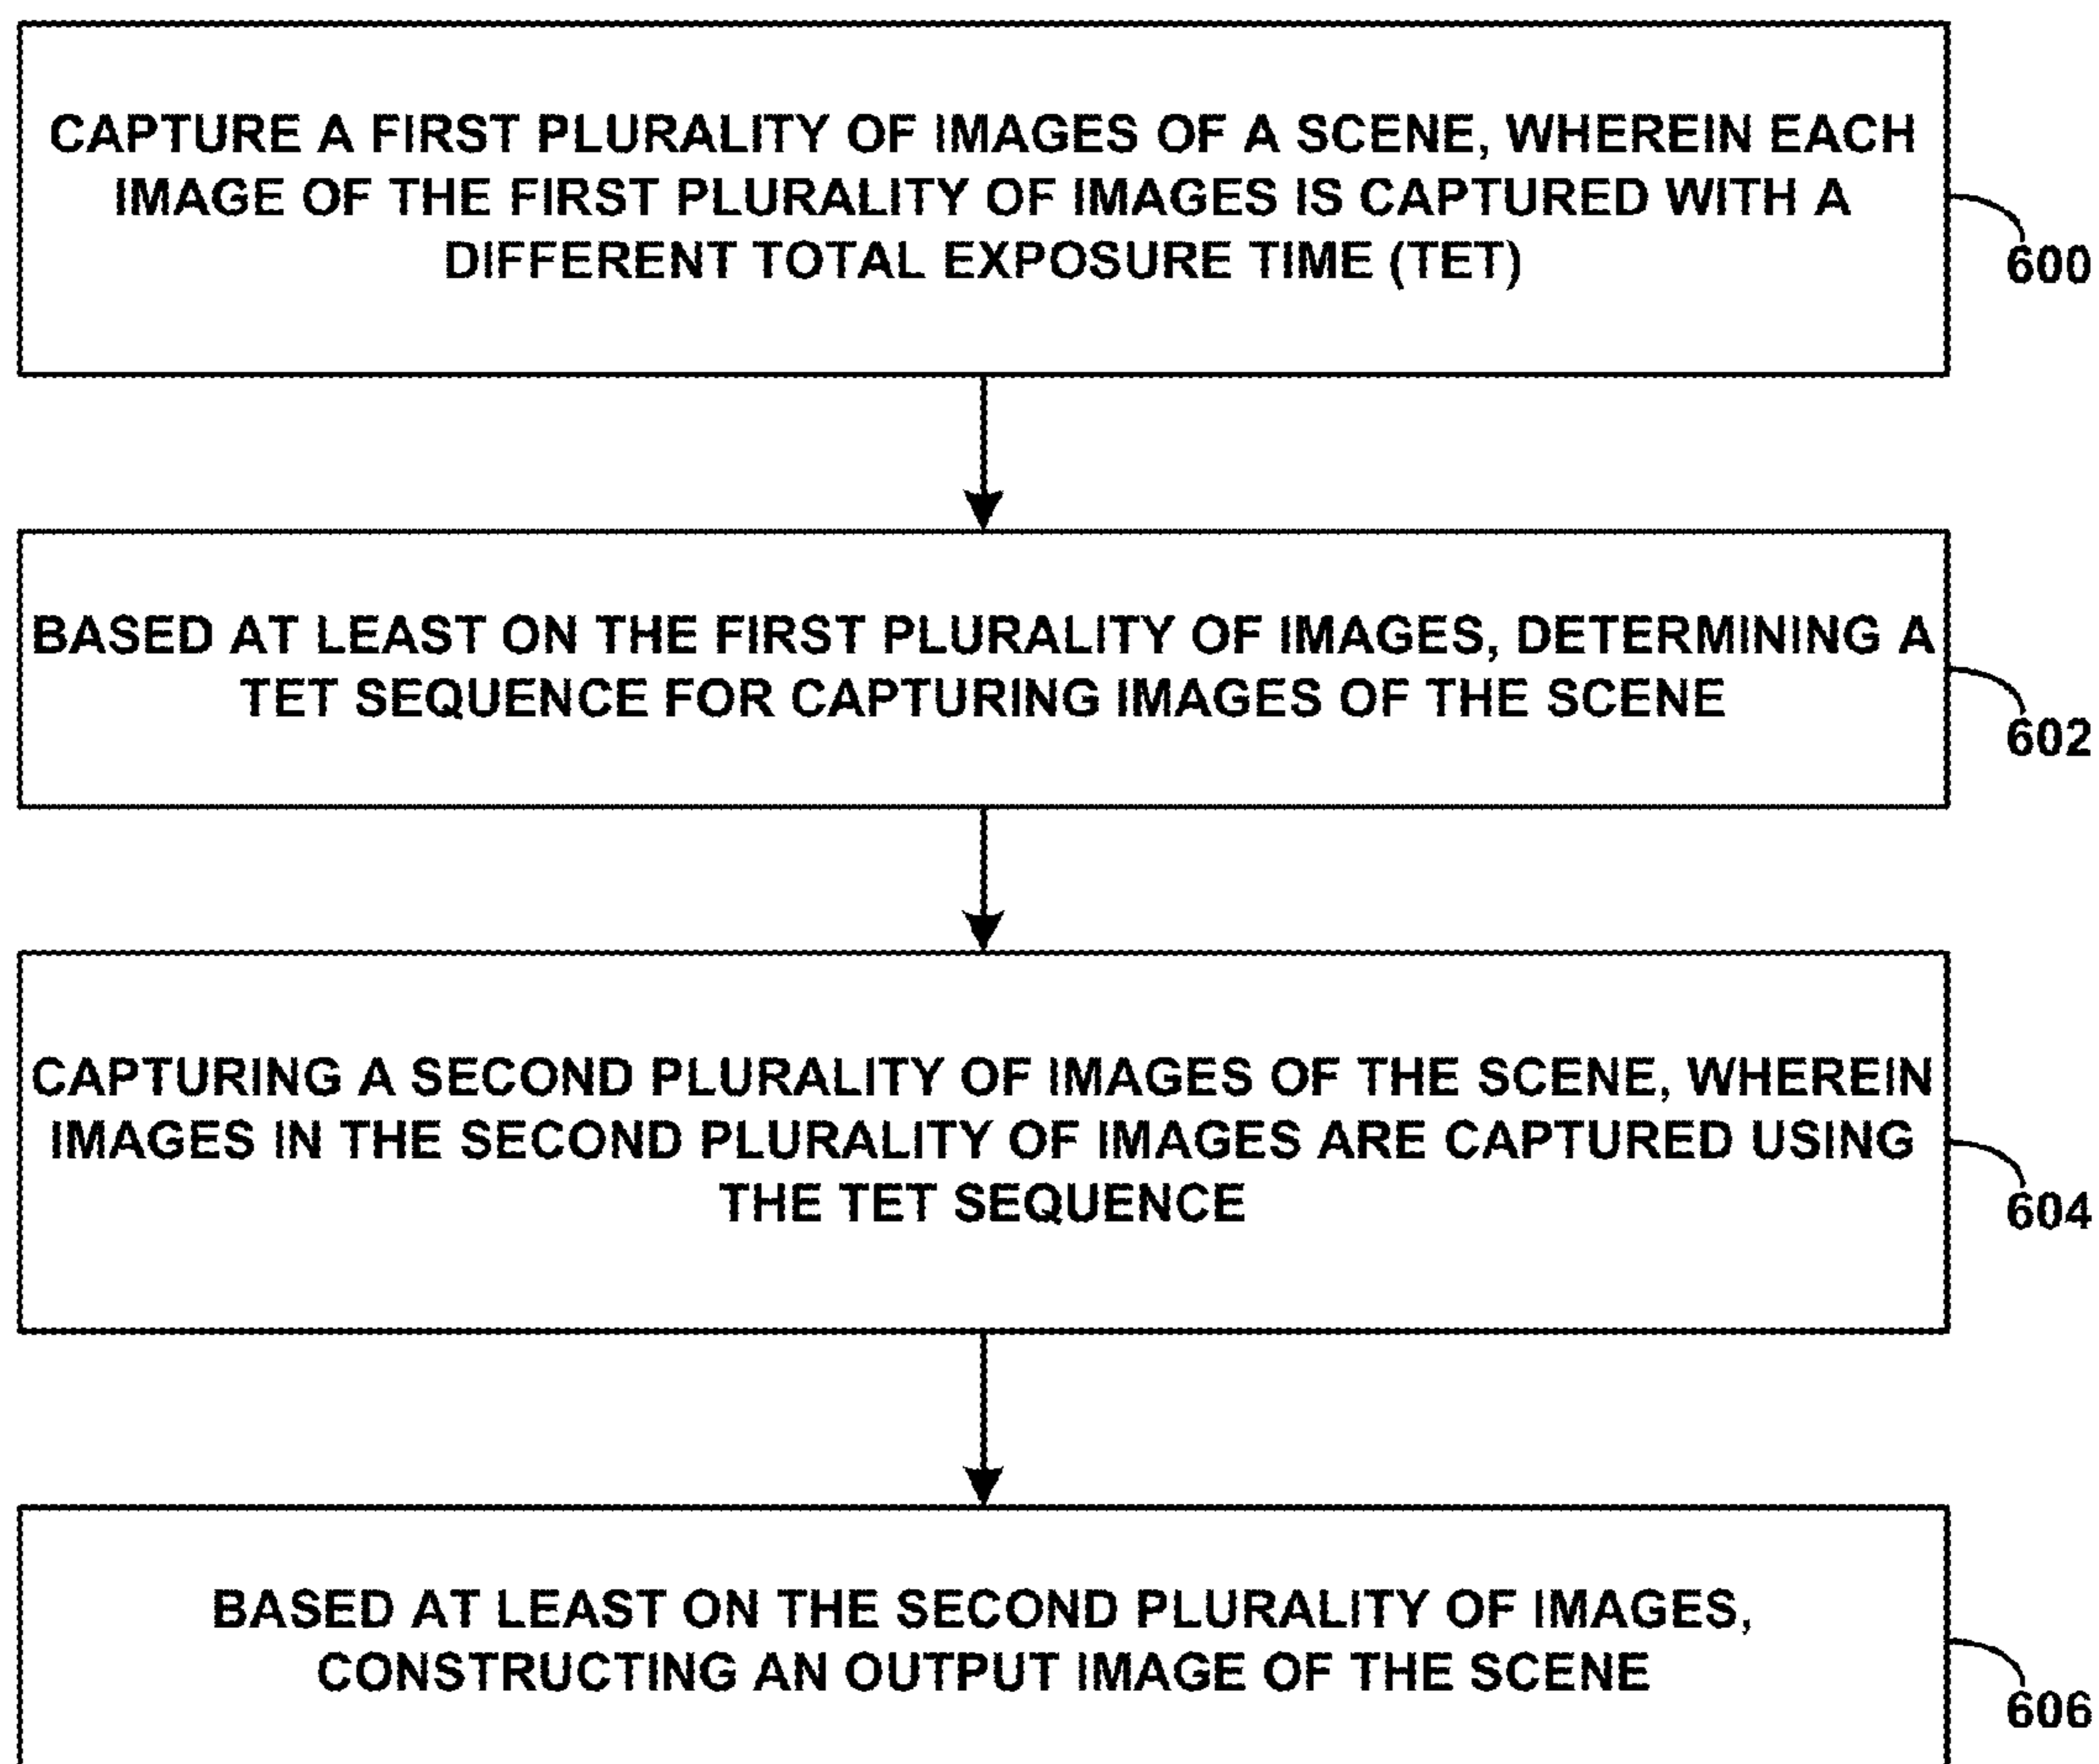 CAPTURE A FIRST PLURALITY OF IMAGES OF A SCENE, WHEREIN EACH
IMAGE OF THE FIRST PLURALITY OF IMAGES IS CAPTURED WITH A
DIFFERENT TOTAL EXPOSURE TIME (TET)
600
BASED AT LEAST ON THE FIRST PLURALITY OF IMAGES, DETERMINING A
TET SEQUENCE FOR CAPTURING IMAGES OF THE SCENE
602
CAPTURING A SECOND PLURALITY OF IMAGES OF THE SCENE, WHEREIN
IMAGES IN THE SECOND PLURALITY OF IMAGES ARE CAPTURED USING
THE TET SEQUENCE
604
BASED AT LEAST ON THE SECOND PLURALITY OF IMAGES,
CONSTRUCTING AN OUTPUT IMAGE OF THE SCENE
606